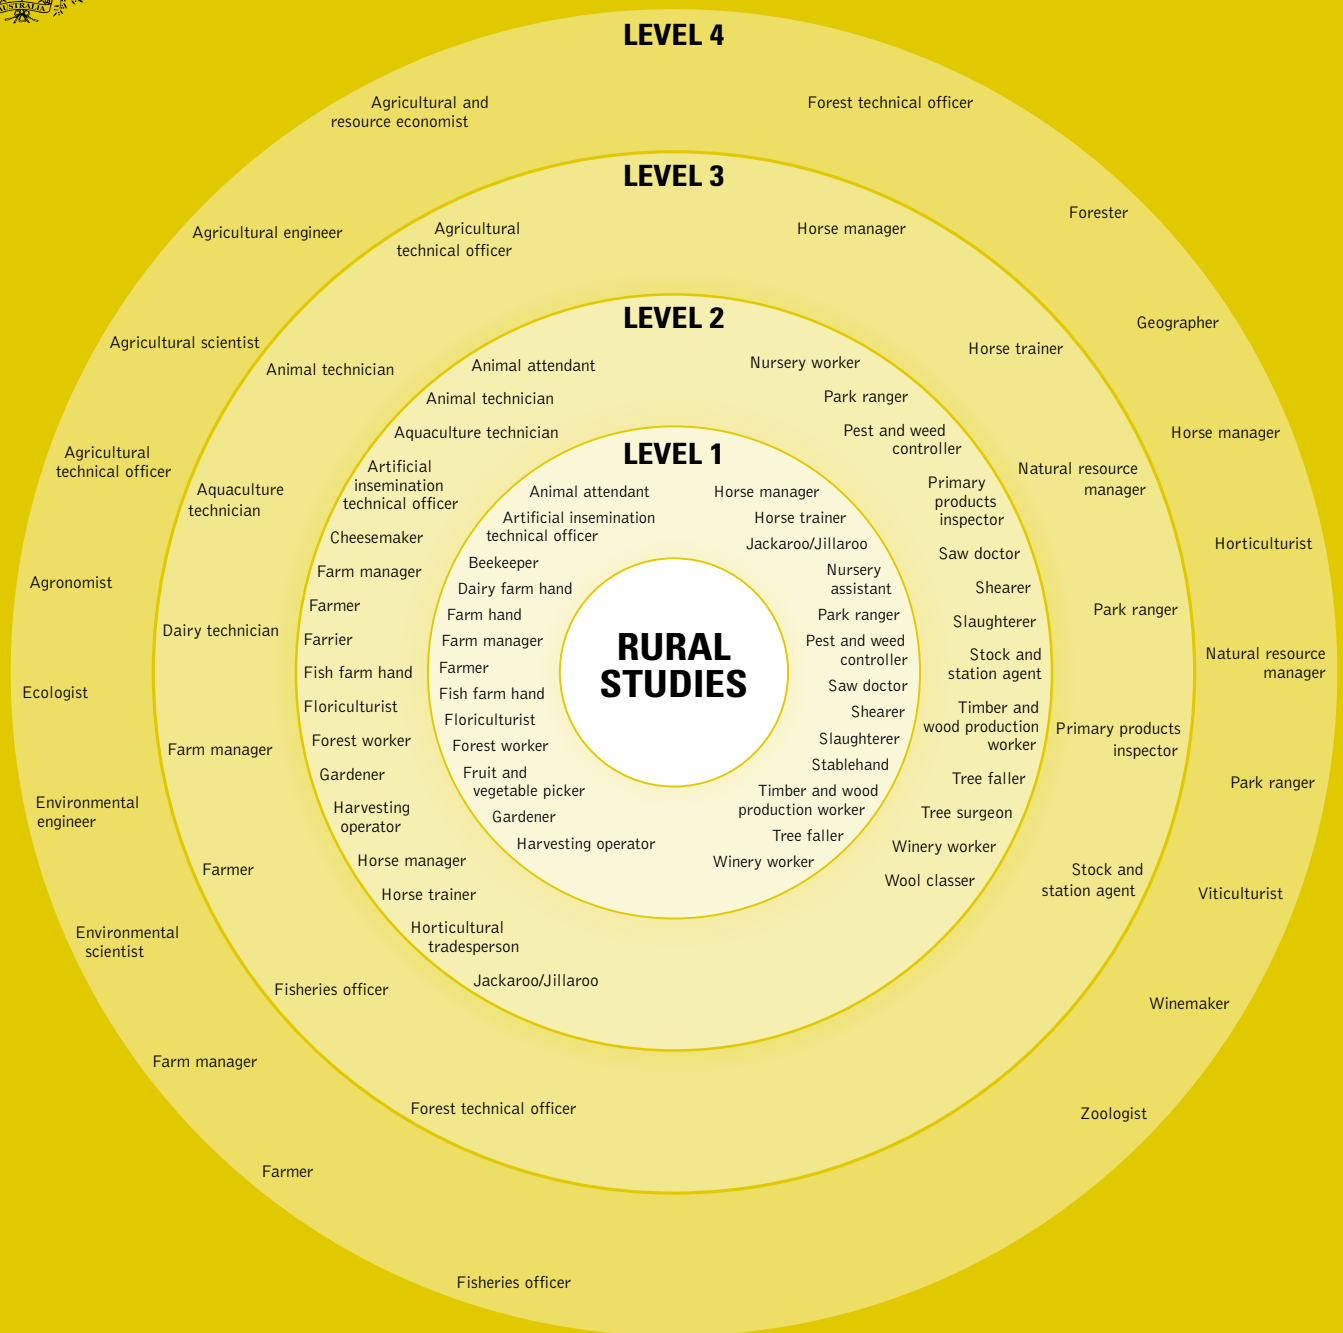 AUSTRALIA
LEVEL 4
Agricultural and
resource economist
Agricultural engineer
Agricultural scientist
Agricultural
technical officer
Agronomist
Ecologist
Environmental
engineer
Environmental
scientist
Farm manager
Farmer
Fisheries officer
Forest technical officer
Forester
Geographer
Horse manager
Horticulturist
Natural resource
manager
Park ranger
Viticulturist
Winemaker
Zoologist
LEVEL 3
Agricultural
technical officer
Animal technician
Aquaculture
technician
Dairy technician
Farm manager
Farmer
Fisheries officer
Forest technical officer
Horse manager
Horse trainer
Natural resource
manager
Park ranger
Primary products
inspector
Stock and
station agent
LEVEL 2
Animal attendant
Animal technician
Aquaculture technician
Artificial
insemination
technical officer
Cheesemaker
Farm manager
Farmer
Farrier
Fish farm hand
Floriculturist
Forest worker
Gardener
Harvesting
operator
Horse manager
Horse trainer
Horticultural
tradesperson
Jackaroo/Jillaroo
Nursery worker
Park ranger
Pest and weed
controller
Primary
products
inspector
Saw doctor
Shearer
Slaughterer
Stock and
station agent
Timber and
wood production
worker
Tree faller
Tree surgeon
Winery worker
Wool classer
LEVEL 1
Animal attendant
Artificial insemination
technical officer
Beekeeper
Dairy farm hand
Farm hand
Farm manager
Farmer
Fish farm hand
Floriculturist
Forest worker
Fruit and
vegetable picker
Gardener
Harvesting operator
Horse manager
Horse trainer
Jackaroo/Jillaroo
Nursery
assistant
Park ranger
Pest and weed
controller
Saw doctor
Shearer
Slaughterer
Stablehand
Timber and wood
production worker
Tree faller
Winery worker
RURAL
STUDIES